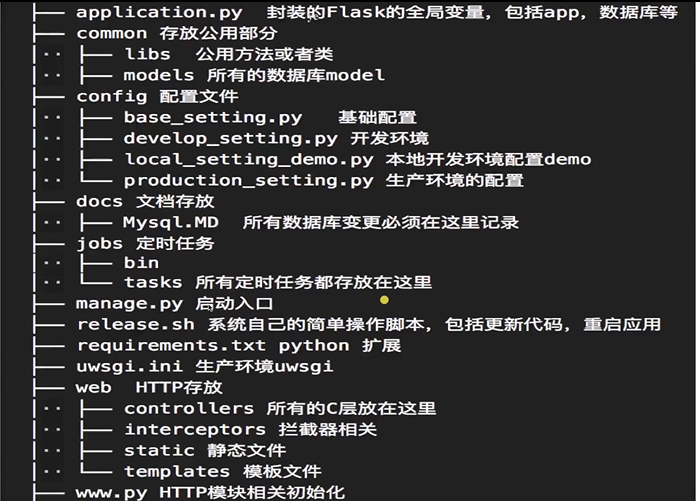 ├── application.py 封装的Flask的全局变量，包括app，数据库等
├── common 存放公用部分
│·· ├── libs 公用方法或者类
│·· ├── models 所有的数据库model
├── config 配置文件
│·· ├── base_setting.py 基础配置
│·· ├── develop_setting.py 开发环境
│·· ├── local_setting_demo.py 本地开发环境配置demo
│·· └── production_setting.py 生产环境的配置
├── docs 文档存放
│·· ├── Mysql.MD 所有数据库变更必须在这里记录
├── jobs 定时任务
│·· ├── bin
│·· └── tasks 所有定时任务都存放在这里
├── manage.py 启动入口
├── release.sh 系统自己的简单操作脚本，包括更新代码，重启应用
├── requirements.txt python 扩展
├── uwsgi.ini 生产环境uwsgi
├── web HTTP存放
│·· ├── controllers 所有的C层放在这里
│·· ├── interceptors 拦截器相关
│·· ├── static 静态文件
│·· └── templates 模板文件
├── www.py HTTP模块相关初始化